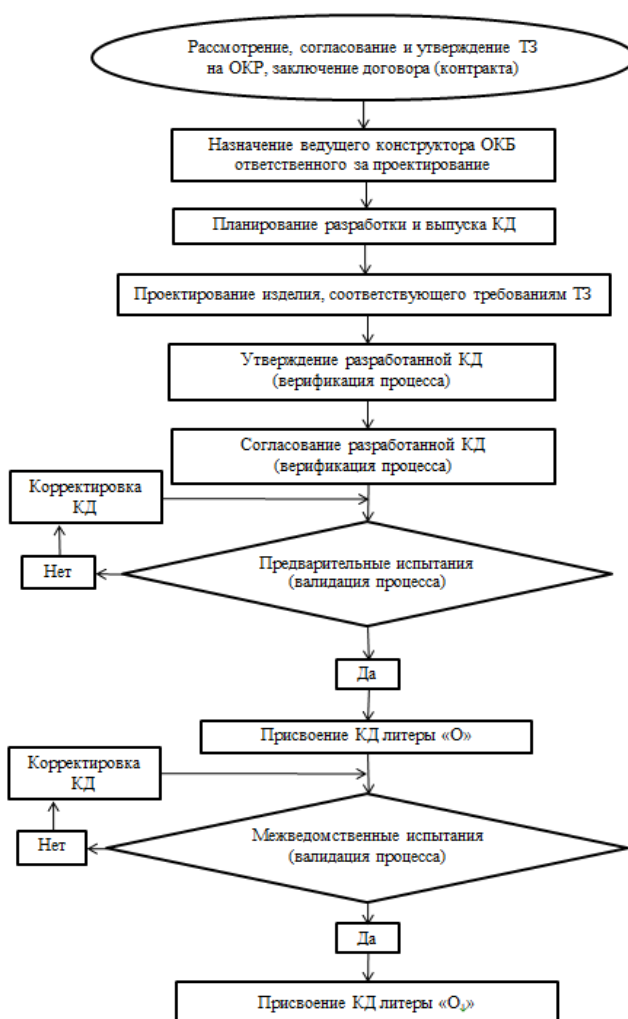 Рассмотрение, согласование и утверждение ТЗ
на ОКР, заключение договора (контракта)
Назначение ведущего конструктора ОКБ
ответственного за проектирование
Планирование разработки и выпуска КД
Проектирование изделия, соответствующего требованиям ТЗ
Утверждение разработанной КД
(верификация процесса)
Согласование разработанной КД
(верификация процесса)
Корректировка
КД
Предварительные испытания
(валидация процесса)
Нет
Да
Присвоение КД литеры «О»
Корректировка
КД
Межведомственные испытания
(валидация процесса)
Нет
Да
Присвоение КД литеры